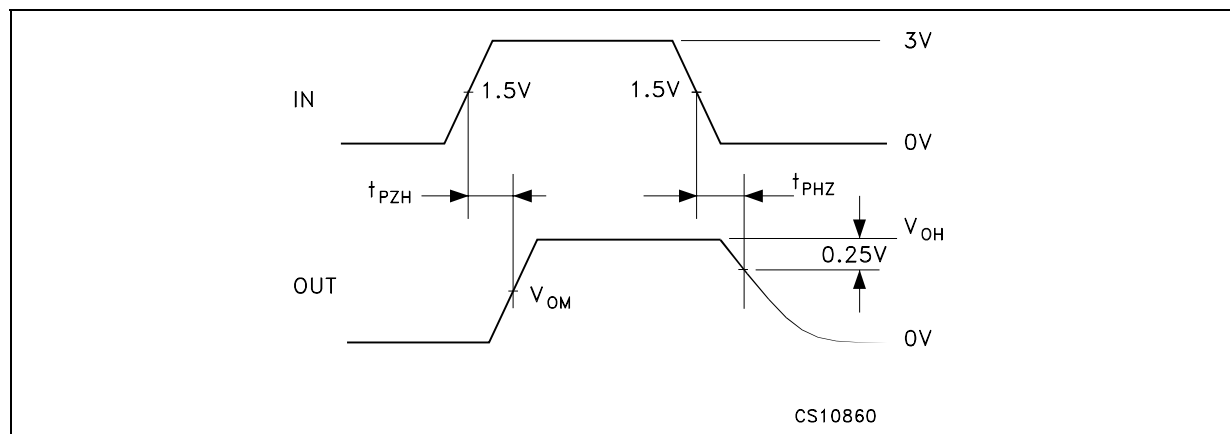 3V
IN
1.5V
1.5V
0V
tPZH
tPHZ
VOH
0.25V
OUT
VOM
0V
CS10860